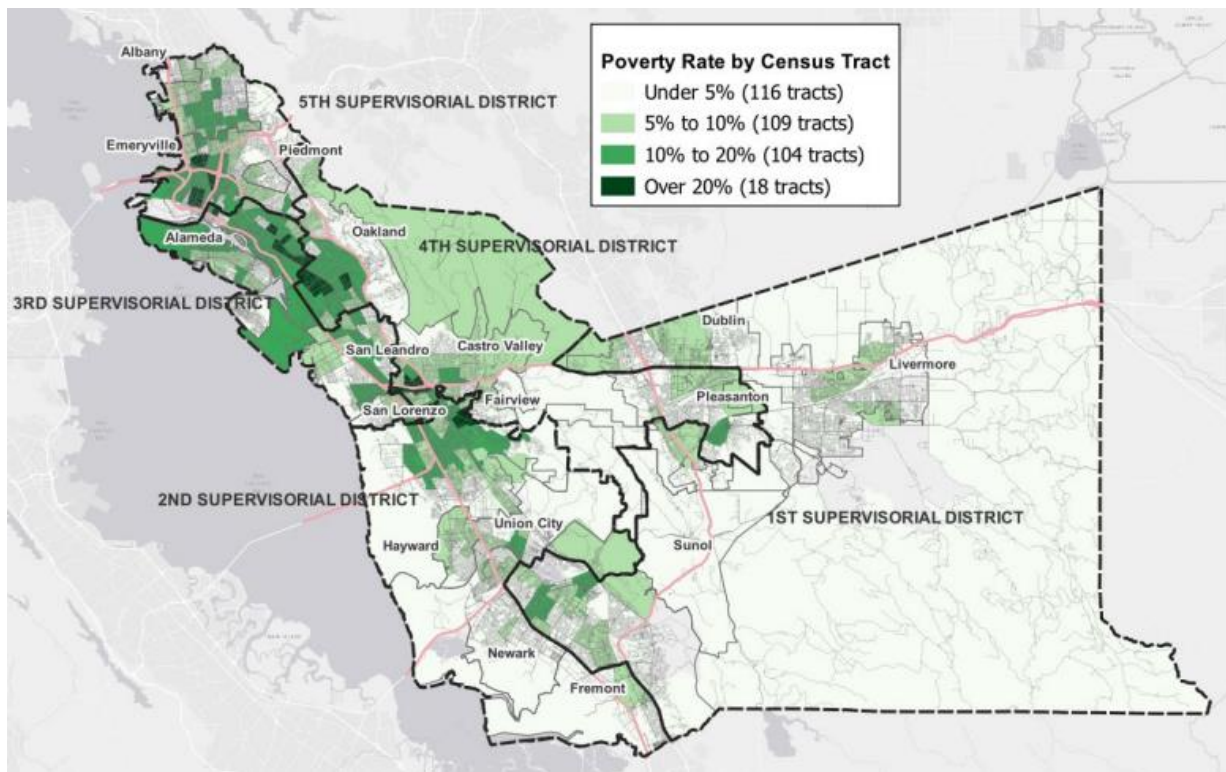 Poverty Rate by Census Tract
Under 5% (116 tracts)
5% to 10% (109 tracts)
10% to 20% (104 tracts)
Over 20% (18 tracts)
Albany
5TH SUPERVISORIAL DISTRICT
Emeryville
Piedmont
Alameda
Oakland
4TH SUPERVISORIAL DISTRICT
3RD SUPERVISORIAL DISTRICT
Dublin
San Leandro
Castro Valley
Livermore
Pleasanton
Fairview
San Lorenzo
2ND SUPERVISORIAL DISTRICT
1ST SUPERVISORIAL DISTRICT
Union City
Hayward
Sunol
Newark
Fremont